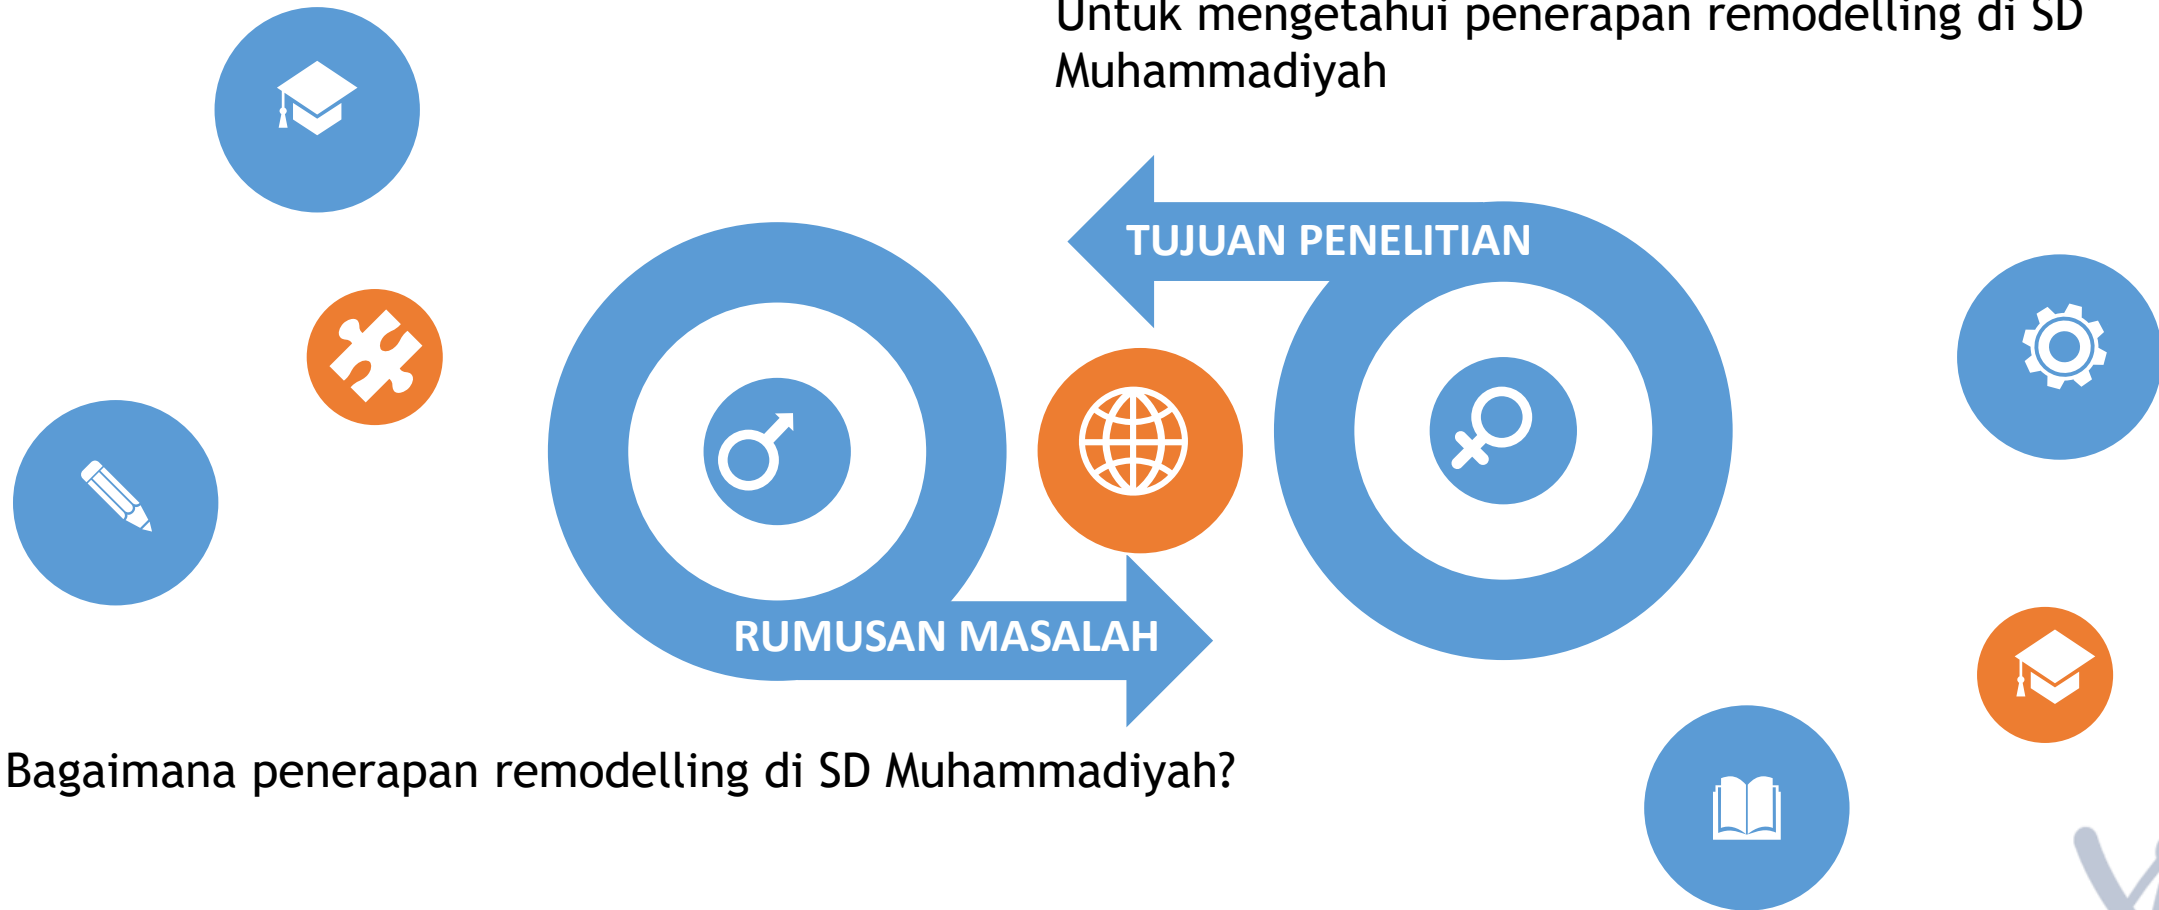 Untuk mengetahui penerapan remodelling di SD
Muhammadiyah
TUJUAN PENELITIAN
RUMUSAN MASALAH
Bagaimana penerapan remodelling di SD Muhammadiyah?